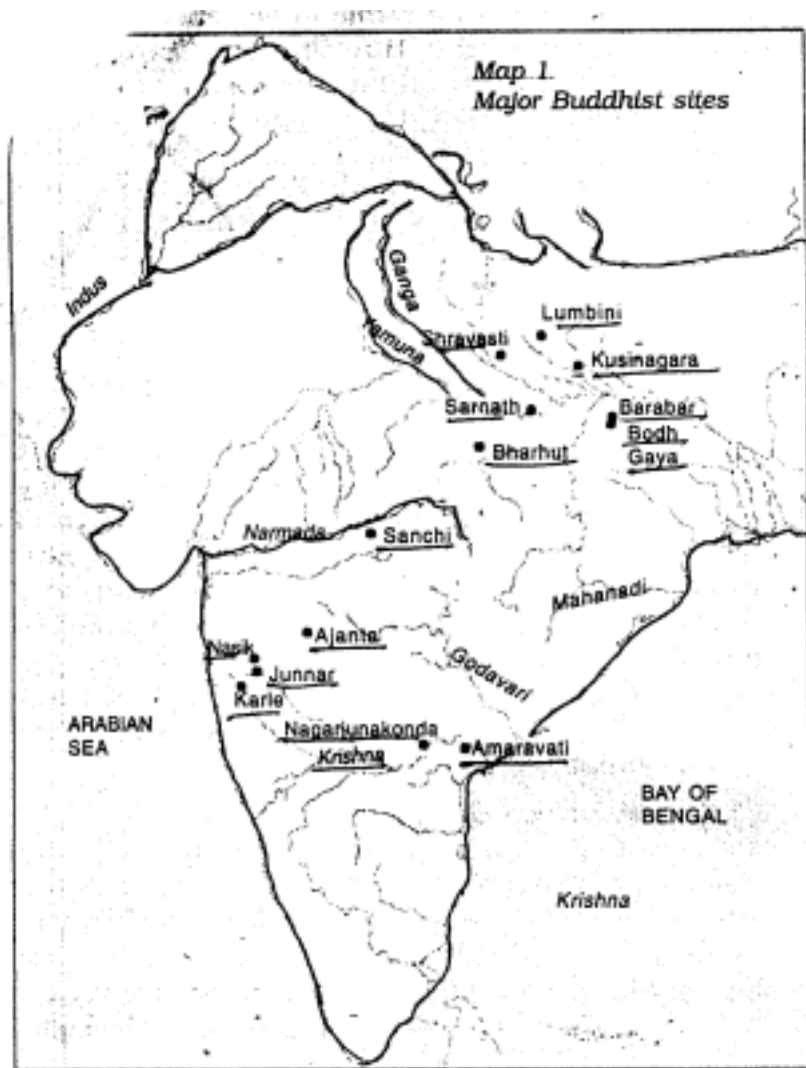 Map 1.
Major Buddhist sites
Indus
Ganga
Yamuna
Lumbini
Shravasti
Kusinagara
Sarnath
Barabar
Bodh
Gaya
Bharhut
Narmada
Sanchi
Mahanadi
Ajanta
Nasik
Junnar
Karle
Godavari
Nagarjunakonda
Krishna
Amaravati
ARABIAN
SEA
BAY OF
BENGAL
Krishna